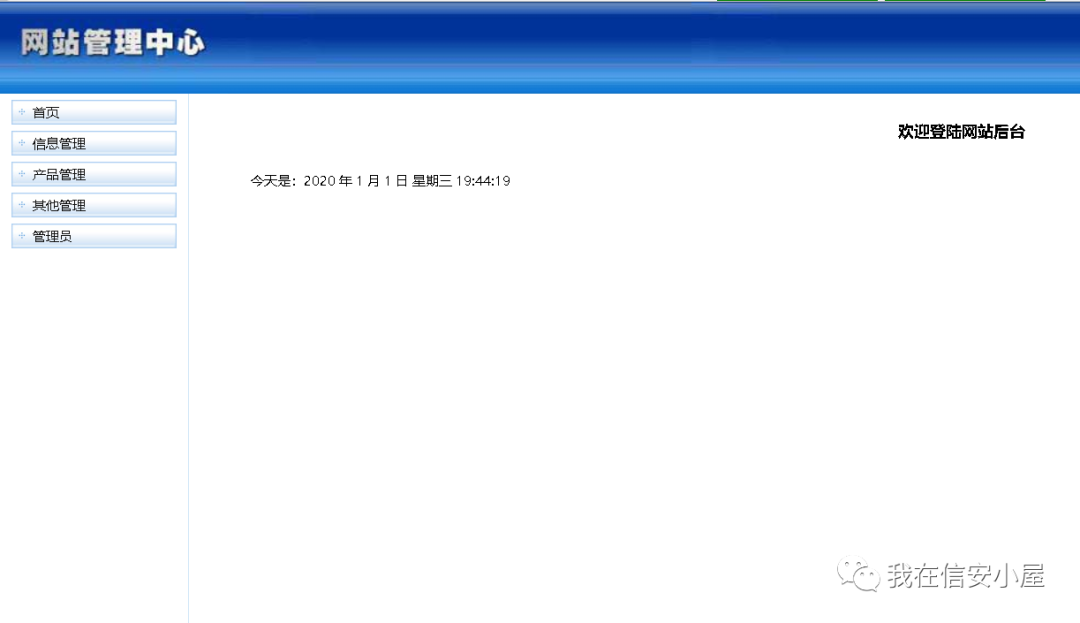 网站管理中心
首页
信息管理
产品管理
其他管理
管理员
欢迎登陆网站后台
今天是：2020 年 1 月 1 日 星期三 19:44:19
我在信安小屋